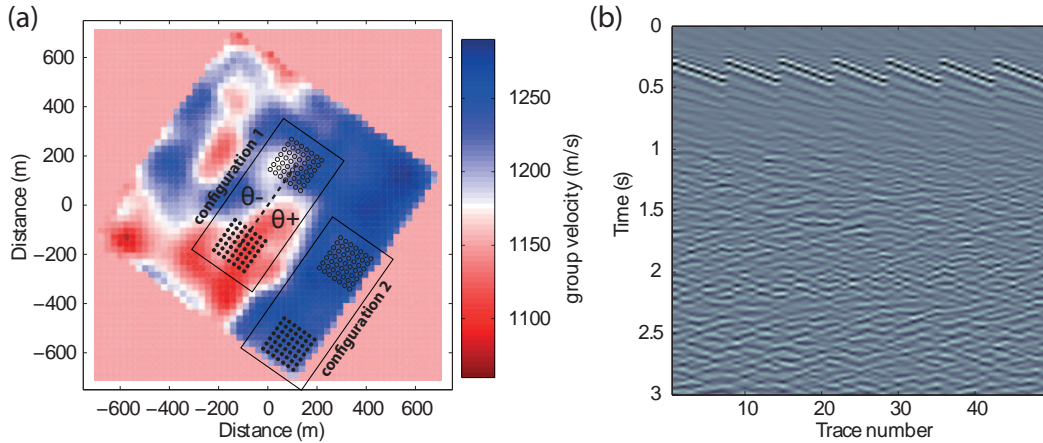 (a)
600
400
200
0
−200
−400
−600
Distance (m)
−600 −400 −200 0 200 400 600
Distance (m)
configuration 1
θ-
θ+
configuration 2
1250
1200
1150
1100
group velocity (m/s)
(b)
0
0.5
1
1.5
2
2.5
3
Time (s)
10 20 30 40
Trace number